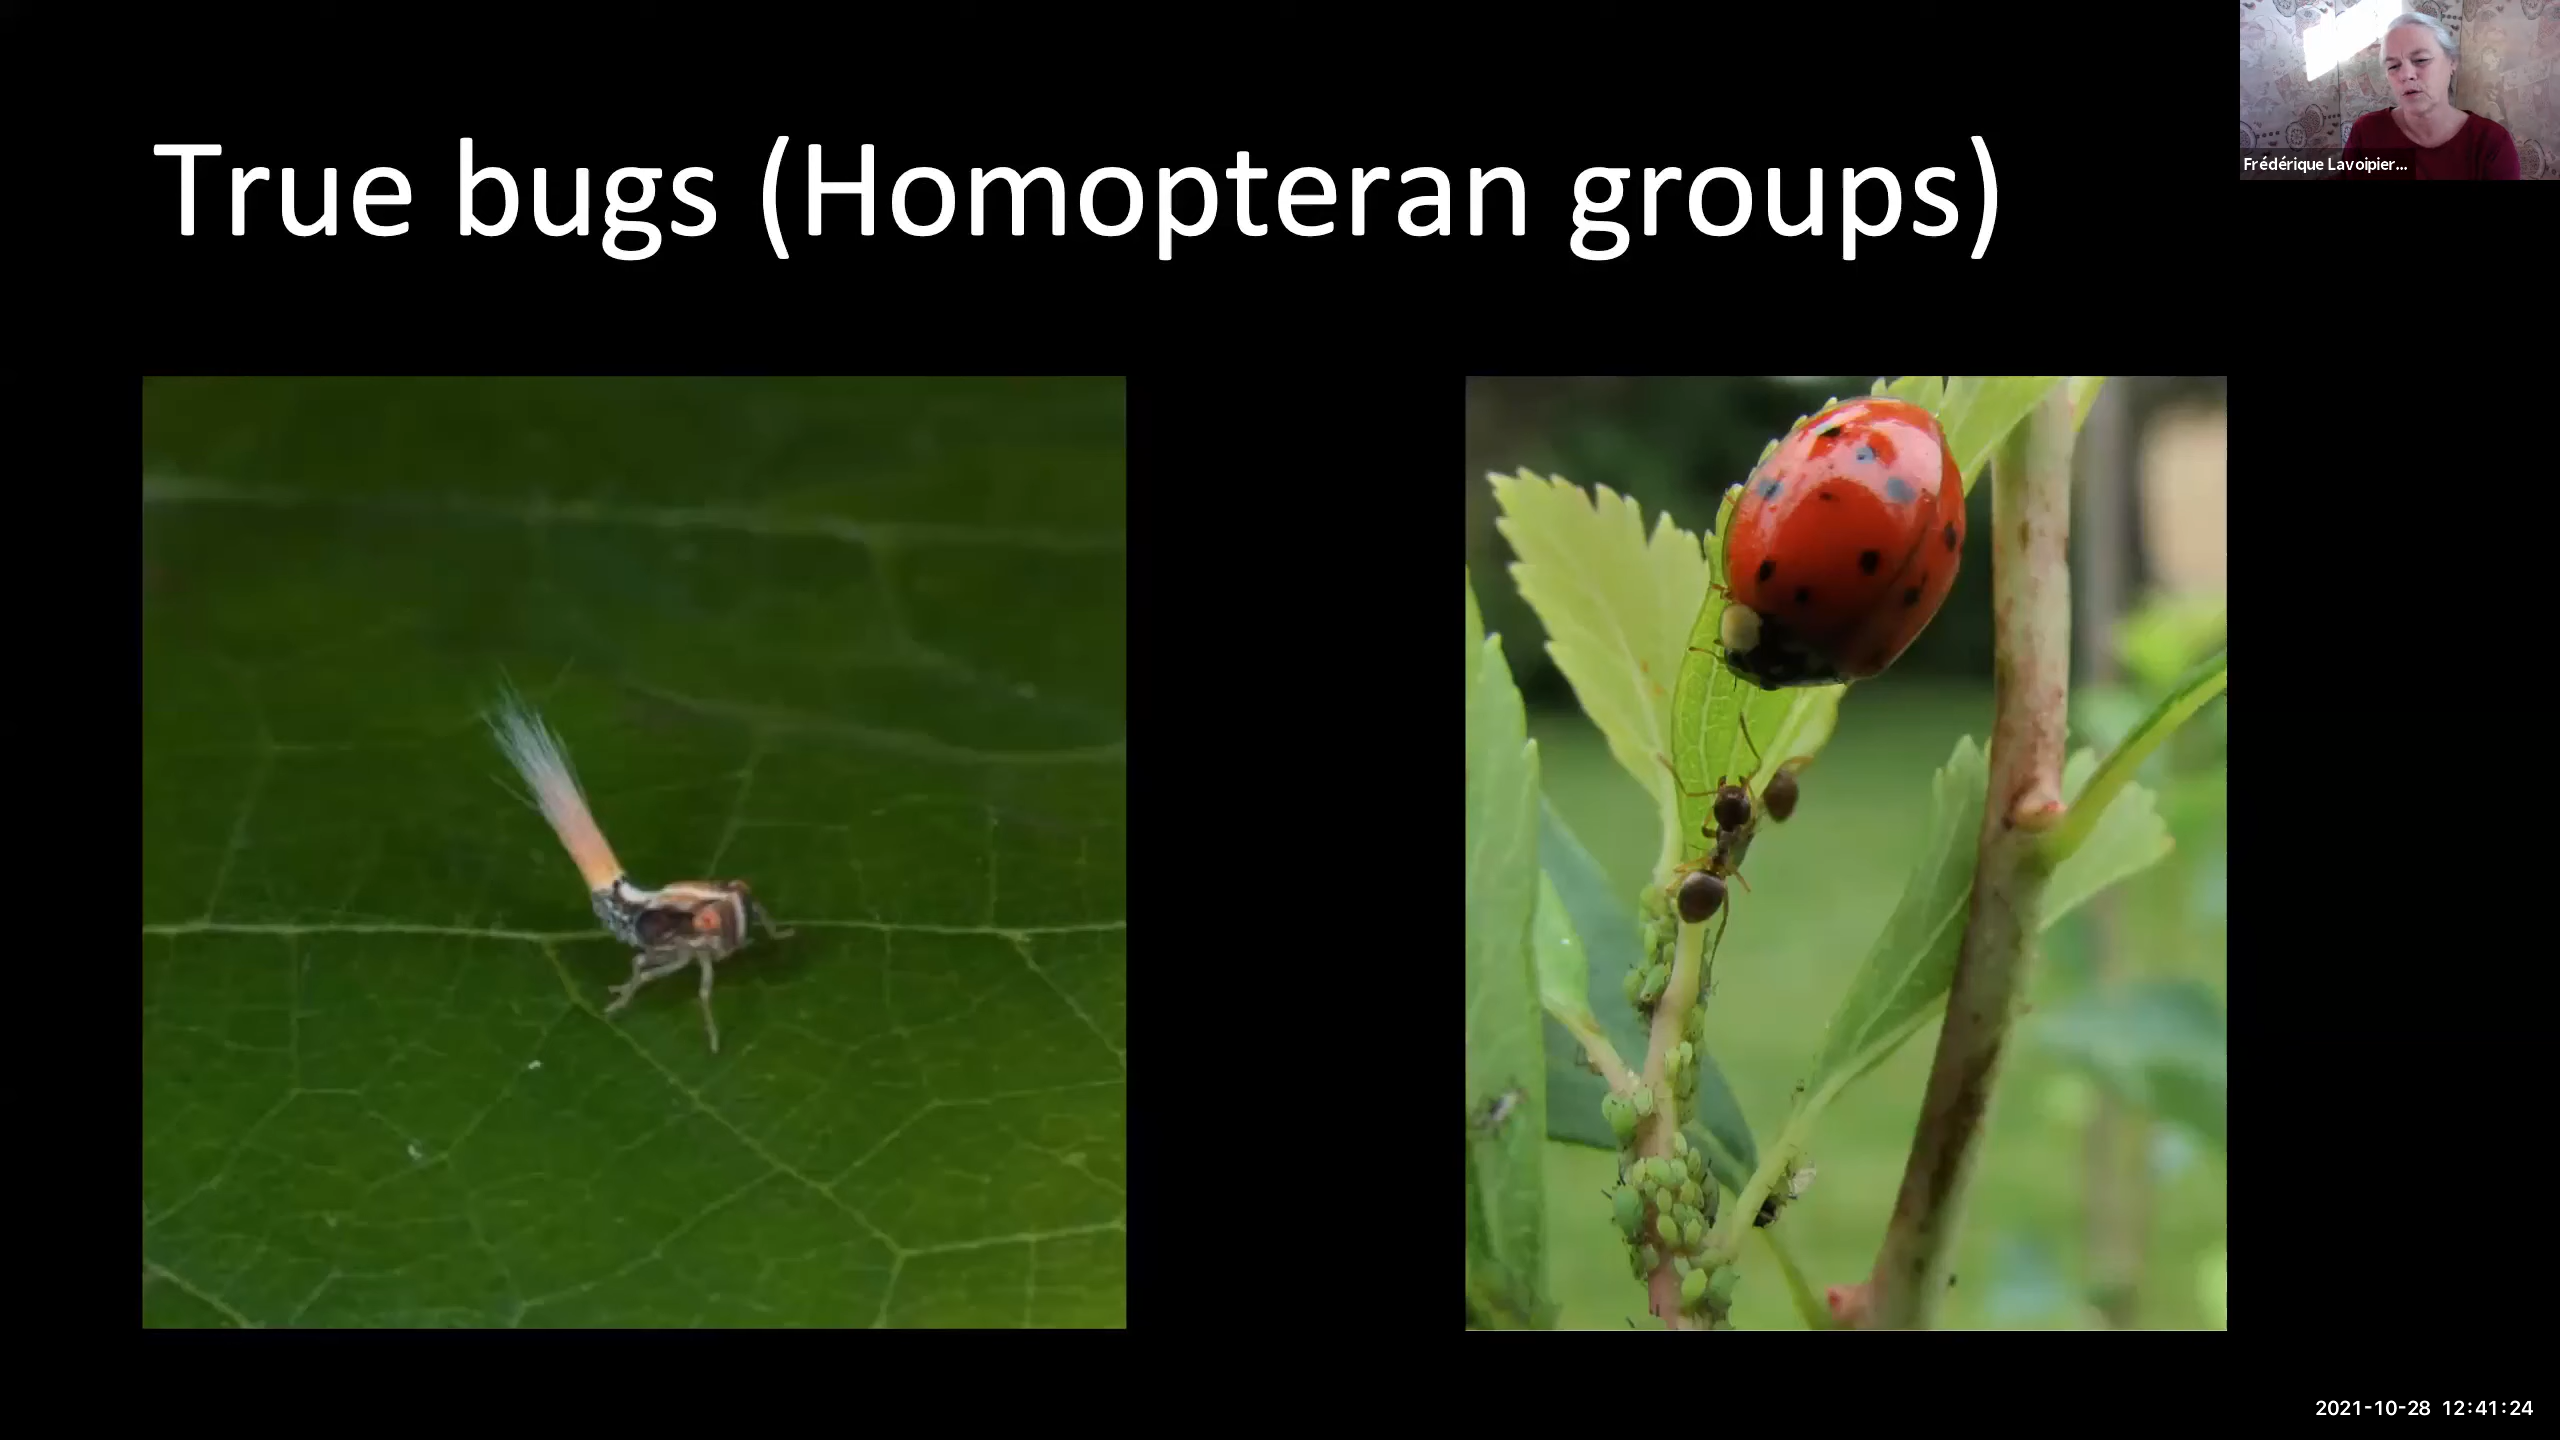 True bugs (Homopteran groups)
Frédérique Lavoipier...
2021-10-28 12:41:24